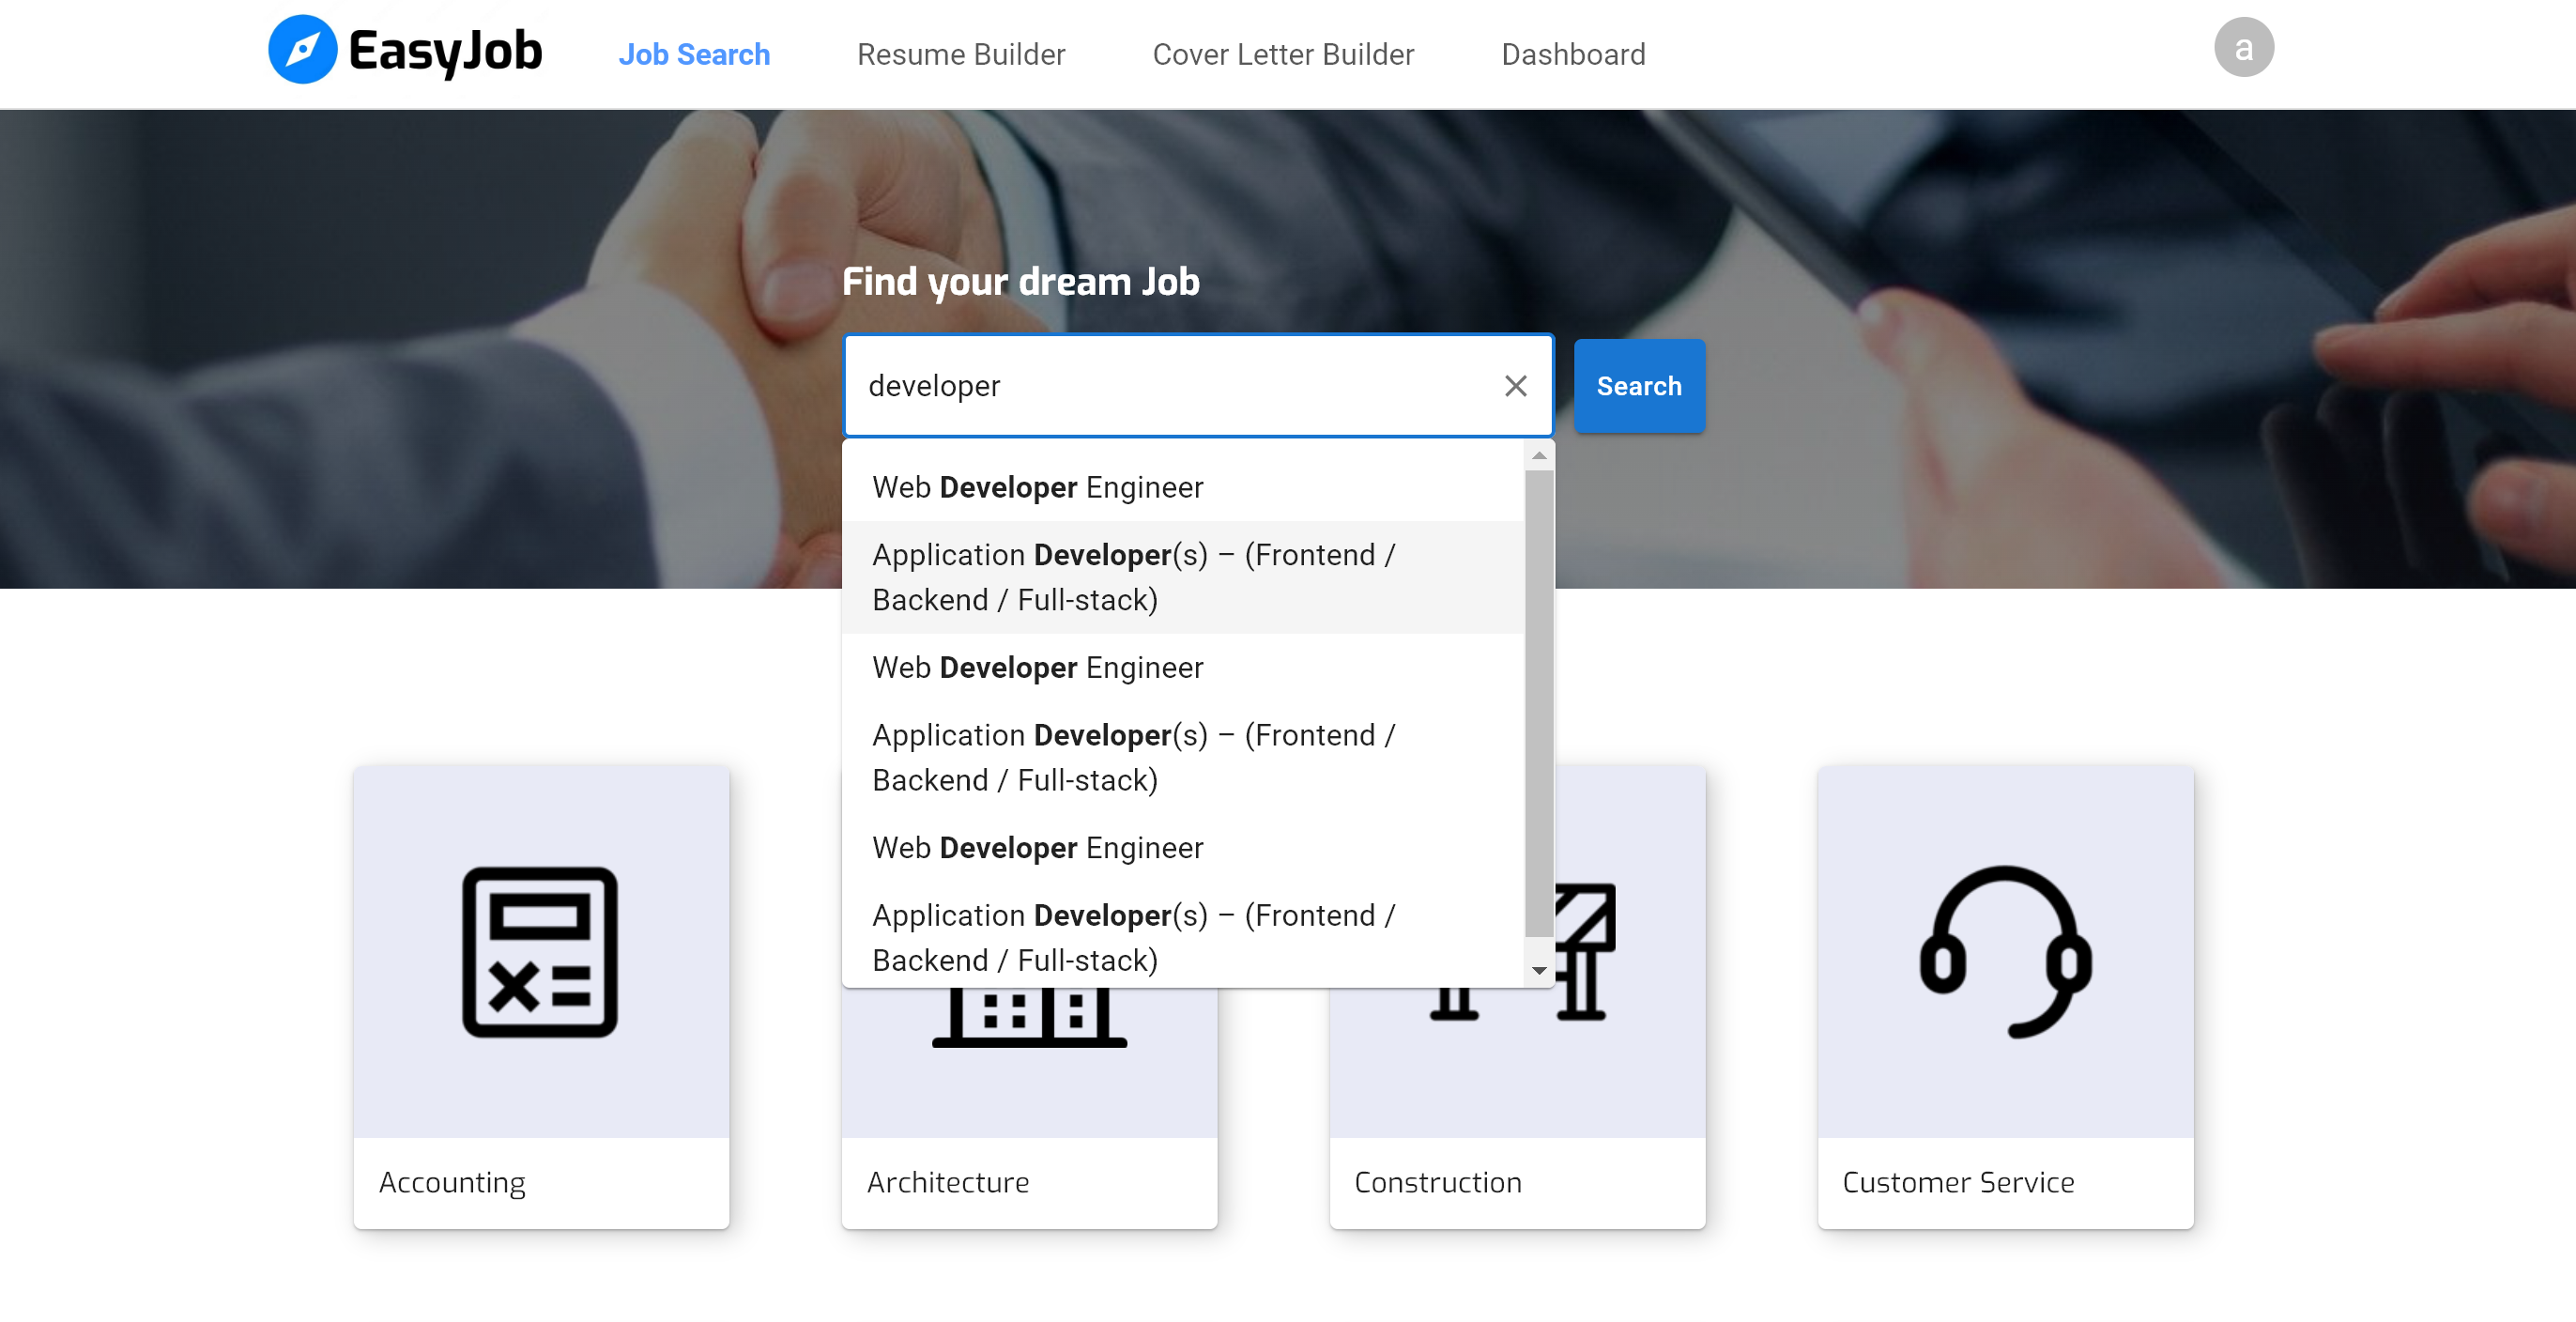 EasyJob
Job Search
Resume Builder
Cover Letter Builder
Dashboard
a
Find your dream Job
developer
Search
Web Developer Engineer
Application Developer(s) – (Frontend /
Backend / Full-stack)
Web Developer Engineer
Application Developer(s) – (Frontend /
Backend / Full-stack)
Web Developer Engineer
Application Developer(s) – (Frontend /
Backend / Full-stack)
Accounting
Architecture
Construction
Customer Service